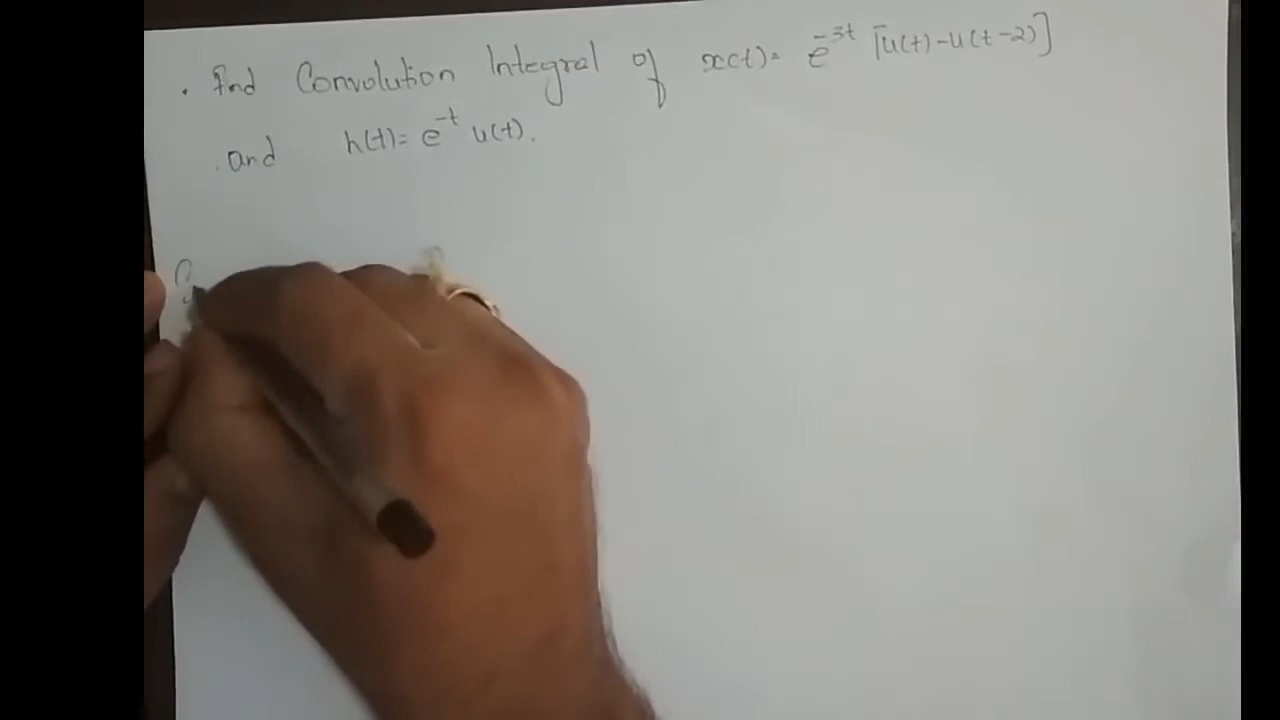 . Find Convolution Integral of x(t)= e^{-3t} [u(t)-u(t-2)]
. and h(t)= e^{-t} u(t).